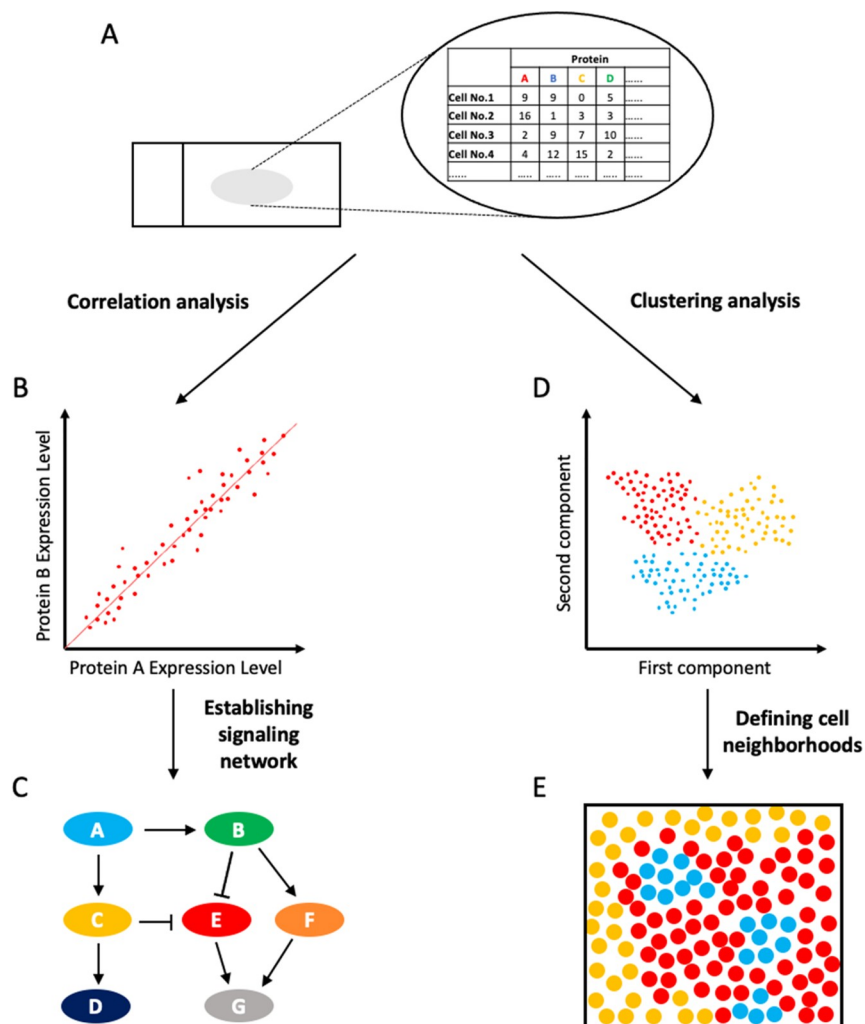 A
Protein
A B C D ......
Cell No.1 9 9 0 5 ......
Cell No.2 16 1 3 3 ......
Cell No.3 2 9 7 10 ......
Cell No.4 4 12 15 2 ......
...... ..... ..... ..... ..... ......
Correlation analysis
Clustering analysis
B
Protein B Expression Level
Protein A Expression Level
D
Second component
First component
Establishing
signaling
network
Defining cell
neighborhoods
C
A B
C E F
D G
E